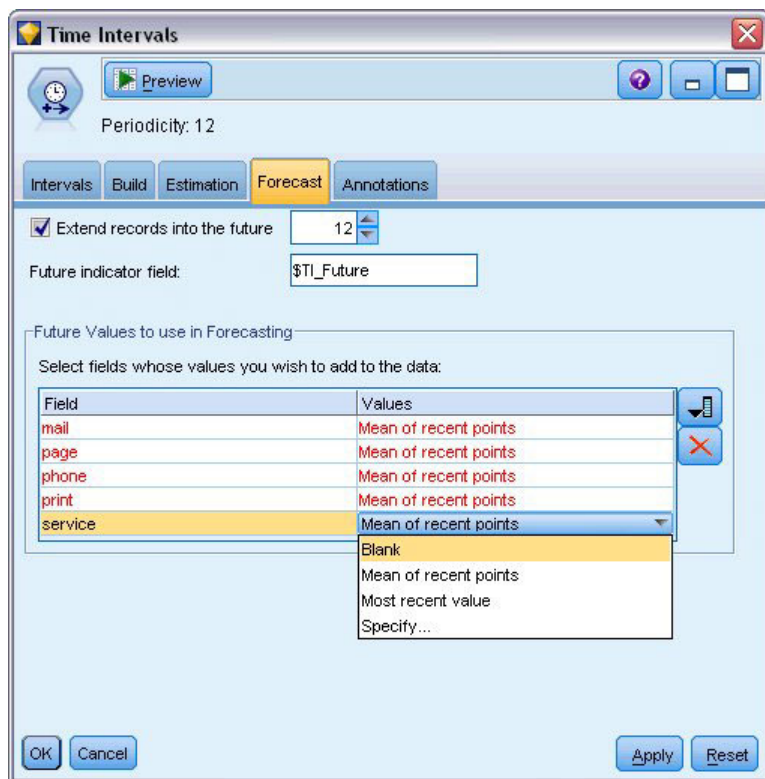 Time Intervals
Preview
Periodicity: 12
Intervals Build Estimation Forecast Annotations
Extend records into the future 12
Future indicator field: $TI_Future
Future Values to use in Forecasting
Select fields whose values you wish to add to the data:
Field Values
mail Mean of recent points
page Mean of recent points
phone Mean of recent points
print Mean of recent points
service Mean of recent points
Blank
Mean of recent points
Most recent value
Specify...
OK Cancel Apply Reset